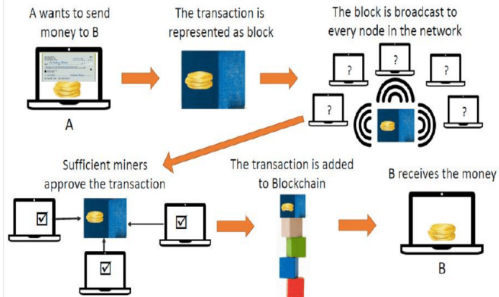 A wants to send
money to B
The transaction is
represented as block
The block is broadcast to
every node in the network
?
?
?
?
?
A
Sufficient miners
approve the transaction
The transaction is added
to Blockchain
B receives the money
B